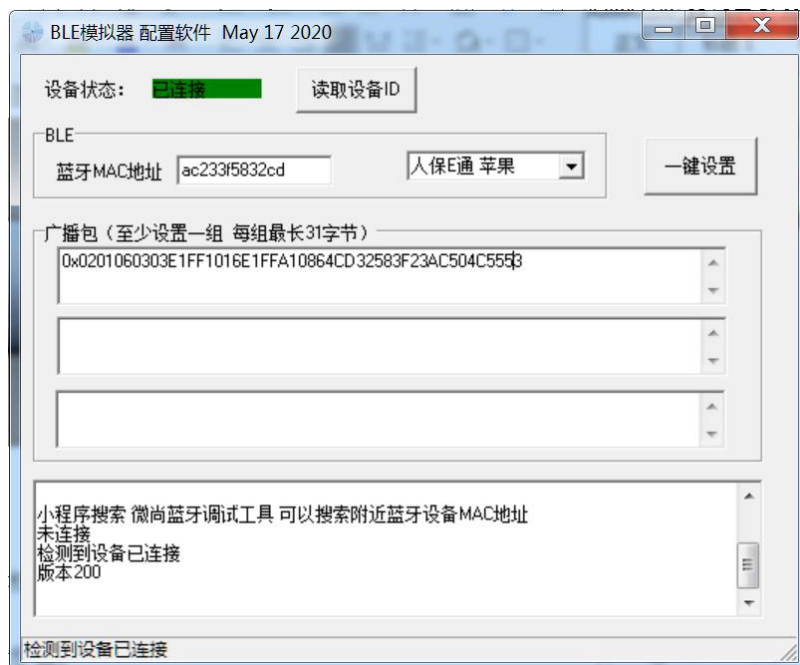 BLE模拟器 配置软件 May 17 2020
设备状态： 已连接 读取设备ID
BLE
蓝牙MAC地址 ac233f5832cd 人保E通 苹果 一键设置
广播包（至少设置一组 每组最长31字节）
0x0201060303E1FF1016E1FFA10864CD32583F23AC504C5553
小程序搜索 微尚蓝牙调试工具 可以搜索附近蓝牙设备MAC地址
未连接
检测到设备已连接
版本200
检测到设备已连接